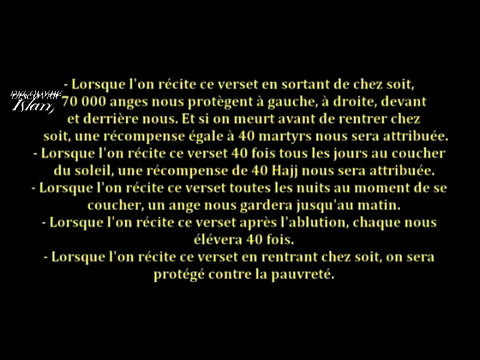 Islam,
- Lorsque l'on récite ce verset en sortant de chez soit,
70 000 anges nous protègent à gauche, à droite, devant
et derrière nous. Et si on meurt avant de rentrer chez
soit, une récompense égale à 40 martyrs nous sera attribuée.
- Lorsque l'on récite ce verset 40 fois tous les jours au coucher
du soleil, une récompense de 40 Hajj nous sera attribuée.
- Lorsque l'on récite ce verset toutes les nuits au moment de se
coucher, un ange nous gardera jusqu'au matin.
- Lorsque l'on récite ce verset après l'ablution, chaque nous
élévera 40 fois.
- Lorsque l'on récite ce verset en rentrant chez soit, on sera
protégé contre la pauvreté.